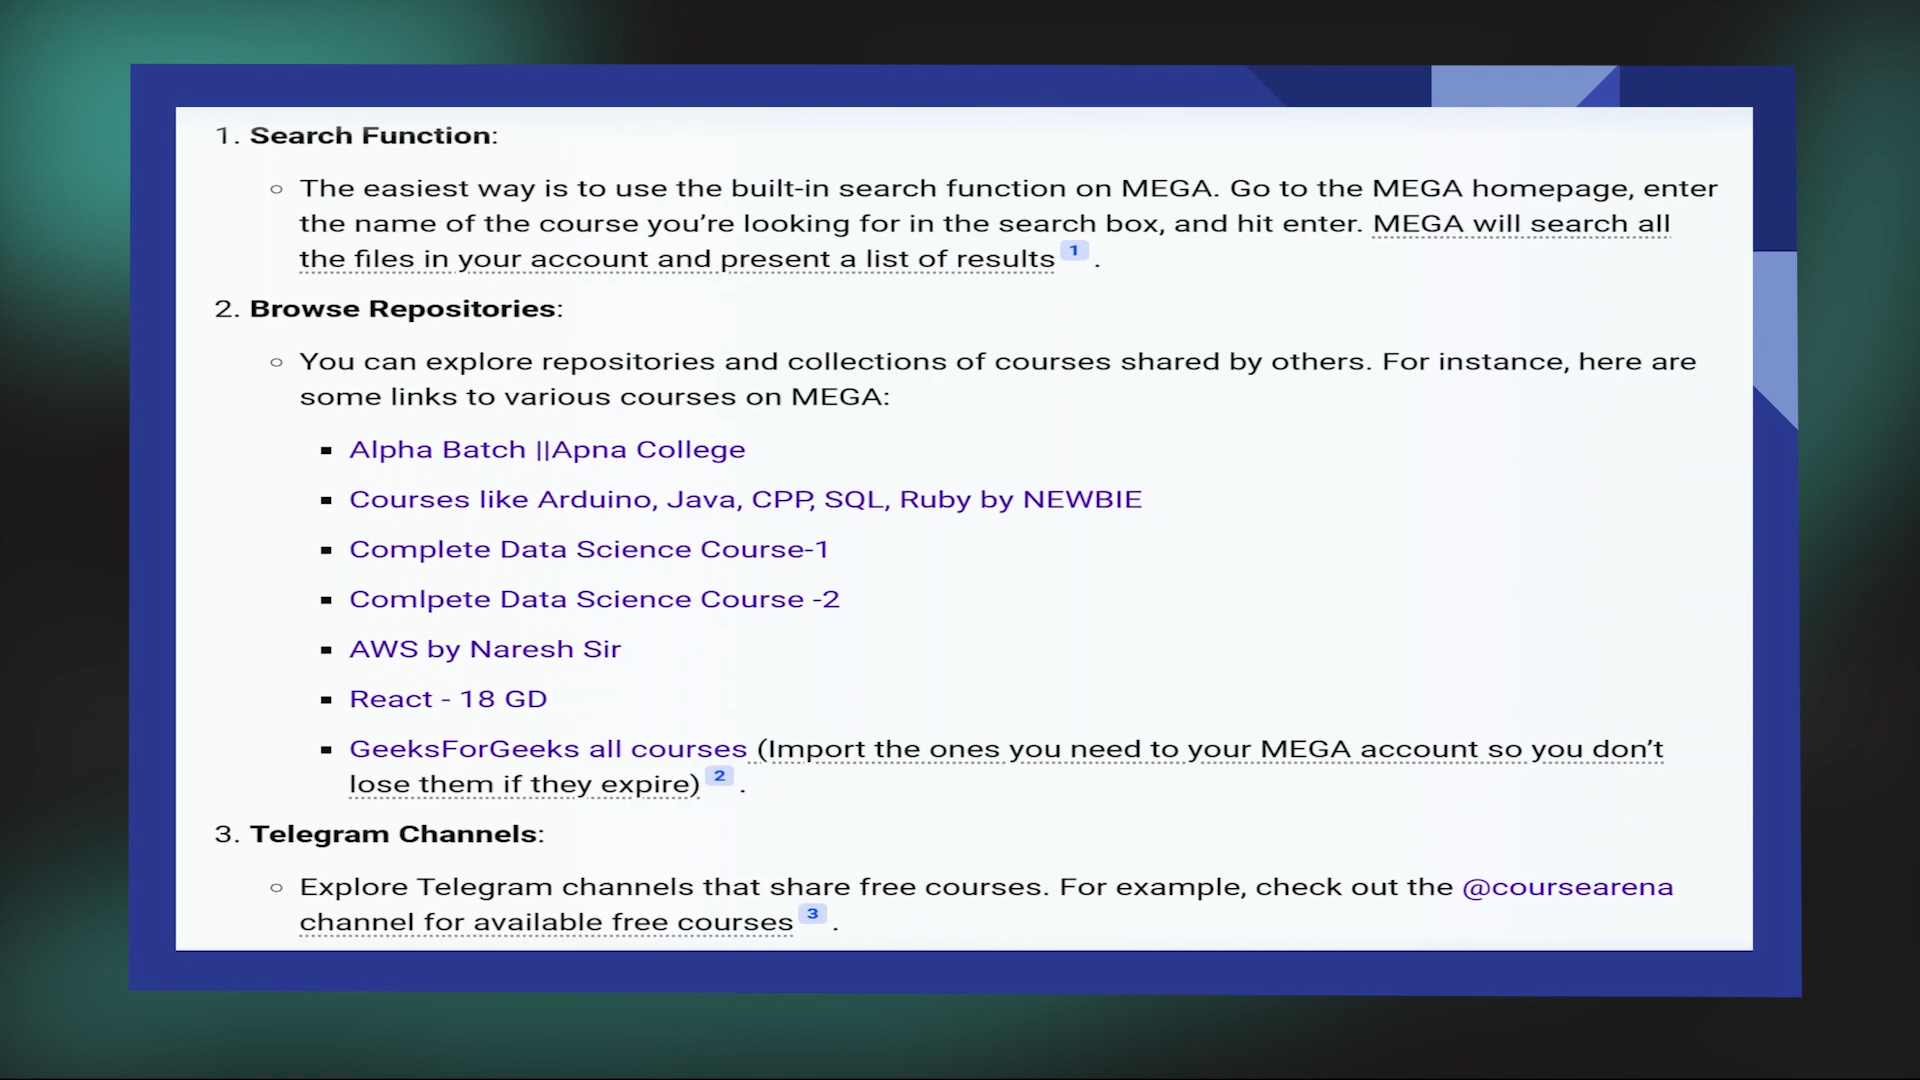 1. Search Function:
○ The easiest way is to use the built-in search function on MEGA. Go to the MEGA homepage, enter
the name of the course you’re looking for in the search box, and hit enter. MEGA will search all
the files in your account and present a list of results 1 .
2. Browse Repositories:
○ You can explore repositories and collections of courses shared by others. For instance, here are
some links to various courses on MEGA:
▪ Alpha Batch ||Apna College
▪ Courses like Arduino, Java, CPP, SQL, Ruby by NEWBIE
▪ Complete Data Science Course-1
▪ Comlpete Data Science Course -2
▪ AWS by Naresh Sir
▪ React - 18 GD
▪ GeeksForGeeks all courses (Import the ones you need to your MEGA account so you don’t
lose them if they expire) 2 .
3. Telegram Channels:
○ Explore Telegram channels that share free courses. For example, check out the @coursearena
channel for available free courses 3 .